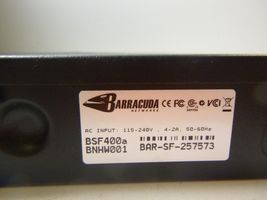 BARRACUDA
NETWORKS
AC INPUT: 115-240V , 4-2A, 50-60Hz
BSF400a
BNHW001 BAR-SF-257573